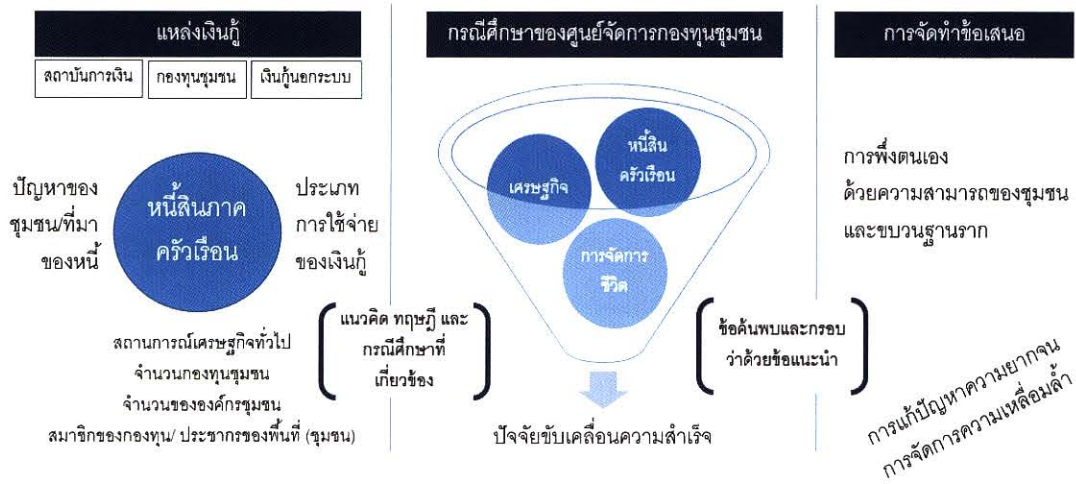 แหล่งเงินกู้
สถาบันการเงิน
กองทุนชุมชน
เงินกู้นอกระบบ
ปัญหาของ
ชุมชน/ที่มา
ของหนี้
หนี้สินภาค
ครัวเรือน
ประเภท
การใช้จ่าย
ของเงินกู้
สถานการณ์เศรษฐกิจทั่วไป
จำนวนกองทุนชุมชน
จำนวนขององค์กรชุมชน
สมาชิกของกองทุน/ ประชากรของพื้นที่ (ชุมชน)
แนวคิด ทฤษฎี และ
กรณีศึกษาที่
เกี่ยวข้อง
กรณีศึกษาของศูนย์จัดการกองทุนชุมชน
เศรษฐกิจ
หนี้สิน
ครัวเรือน
การจัดการ
ชีวิต
ปัจจัยขับเคลื่อนความสำเร็จ
ข้อค้นพบและกรอบ
ว่าด้วยข้อแนะนำ
การจัดทำข้อเสนอ
การพึ่งตนเอง
ด้วยความสามารถของชุมชน
และขบวนฐานราก
การแก้ปัญหาความยากจน
การจัดการความเหลื่อมล้ำ